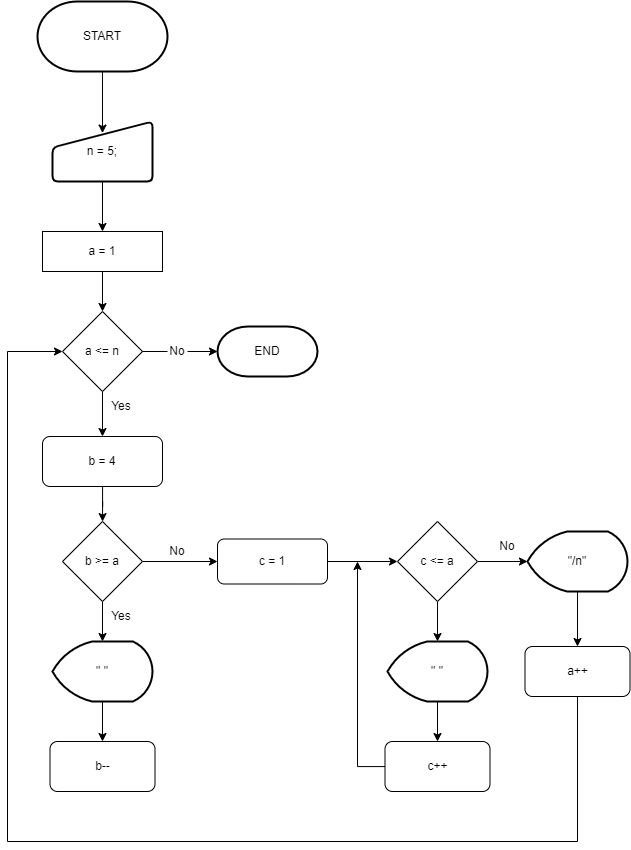 START
n = 5;
a = 1
a <= n
No
END
Yes
b = 4
b >= a
No
c = 1
c <= a
No
"/n"
Yes
" "
" "
a++
b--
c++